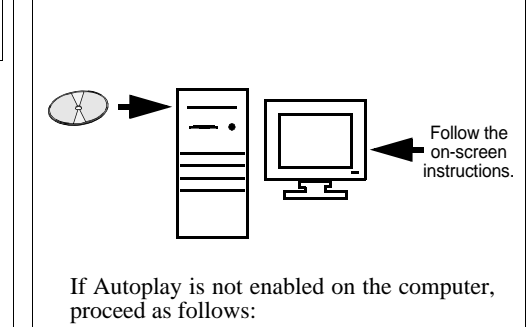 Follow the
on-screen
instructions.
If Autoplay is not enabled on the computer,
proceed as follows: